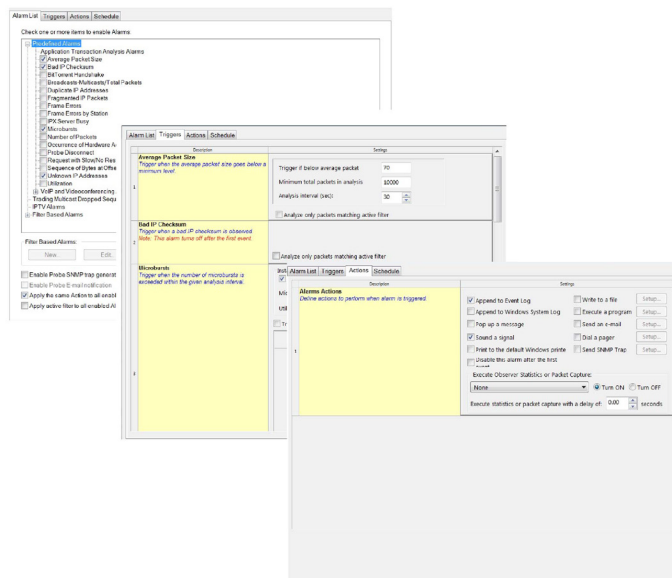 Alarm List Triggers Actions Schedule
Check one or more items to enable Alarms
Predefined Alarms
Application Transaction Analysis Alarms
Average Packet Size
Bad IP Checksum
BitTorrent Handshake
Broadcasts-Multicasts/Total Packets
Duplicate IP Addresses
Fragmented IP Packets
Frame Errors
Frame Errors by Station
IPX Server Busy
Microbursts
Number of Packets
Occurrence of Hardware A
Probe Disconnect
Request with Slow/No Res
Sequence of Bytes at Offse
Unknown IP Addresses
Utilization
VoIP and Videoconferencing
Trading Multicast Dropped Sequ
IPTV Alarms
Filter Based Alarms
Filter Based Alarms:
New... Edit...
Enable Probe SNMP trap generat
Enable Probe E-mail notification
Apply the same Action to all enabl
Apply active filter to all enabled Al
Alarm List Triggers Actions Schedule
Description Settings
Average Packet Size
Trigger when the average packet size goes below a
minimum level.
1
Trigger if below average packet 70
Minimum total packets in analysis 10000
Analysis interval (sec): 30
Analyze only packets matching active filter
Bad IP Checksum
Trigger when a bad IP checksum is observed.
Note: This alarm turns off after the first event.
2
Analyze only packets matching active filter
Microbursts
Trigger when the number of microbursts is
exceeded within the given analysis interval.
3
Mic
Utili
Tr
Alarm List Triggers Actions Schedule
Description Settings
Alarms Actions
Define actions to perform when alarm is triggered.
1
Append to Event Log Write to a file Setup...
Append to Windows System Log Execute a program Setup...
Pop up a message Send an e-mail Setup...
Sound a signal Dial a pager Setup...
Print to the default Windows printe Send SNMP Trap Setup...
Disable this alarm after the first
Execute Observer Statistics or Packet Capture:
None Turn ON Turn OFF
Execute statistics or packet capture with a delay of: 0.00 seconds